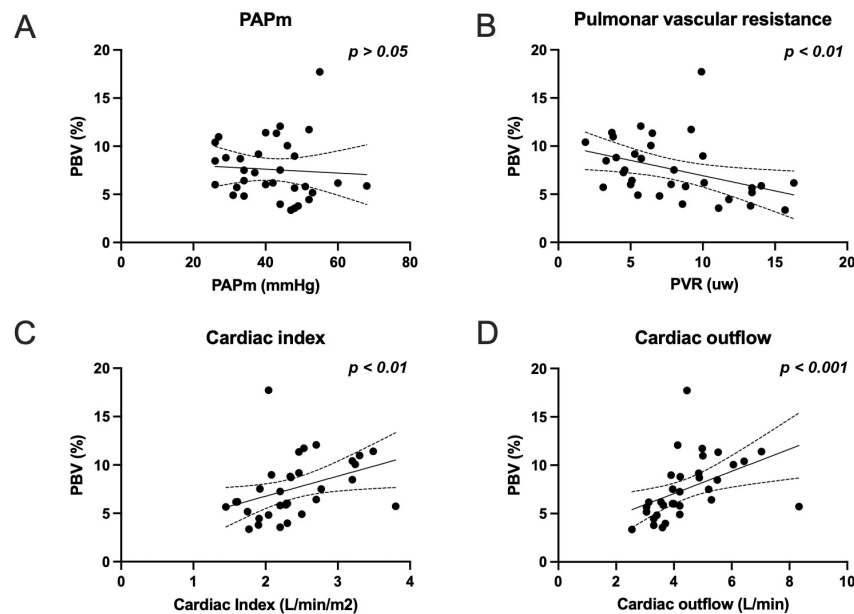 A
PAPm
p > 0.05
PBV (%)
20
15
10
5
0
0 20 40 60 80
PAPm (mmHg)
B
Pulmonar vascular resistance
p < 0.01
PBV (%)
20
15
10
5
0
0 5 10 15 20
PVR (uw)
C
Cardiac index
p < 0.01
PBV (%)
20
15
10
5
0
0 1 2 3 4
Cardiac Index (L/min/m2)
D
Cardiac outflow
p < 0.001
PBV (%)
20
15
10
5
0
0 2 4 6 8 10
Cardiac outflow (L/min)